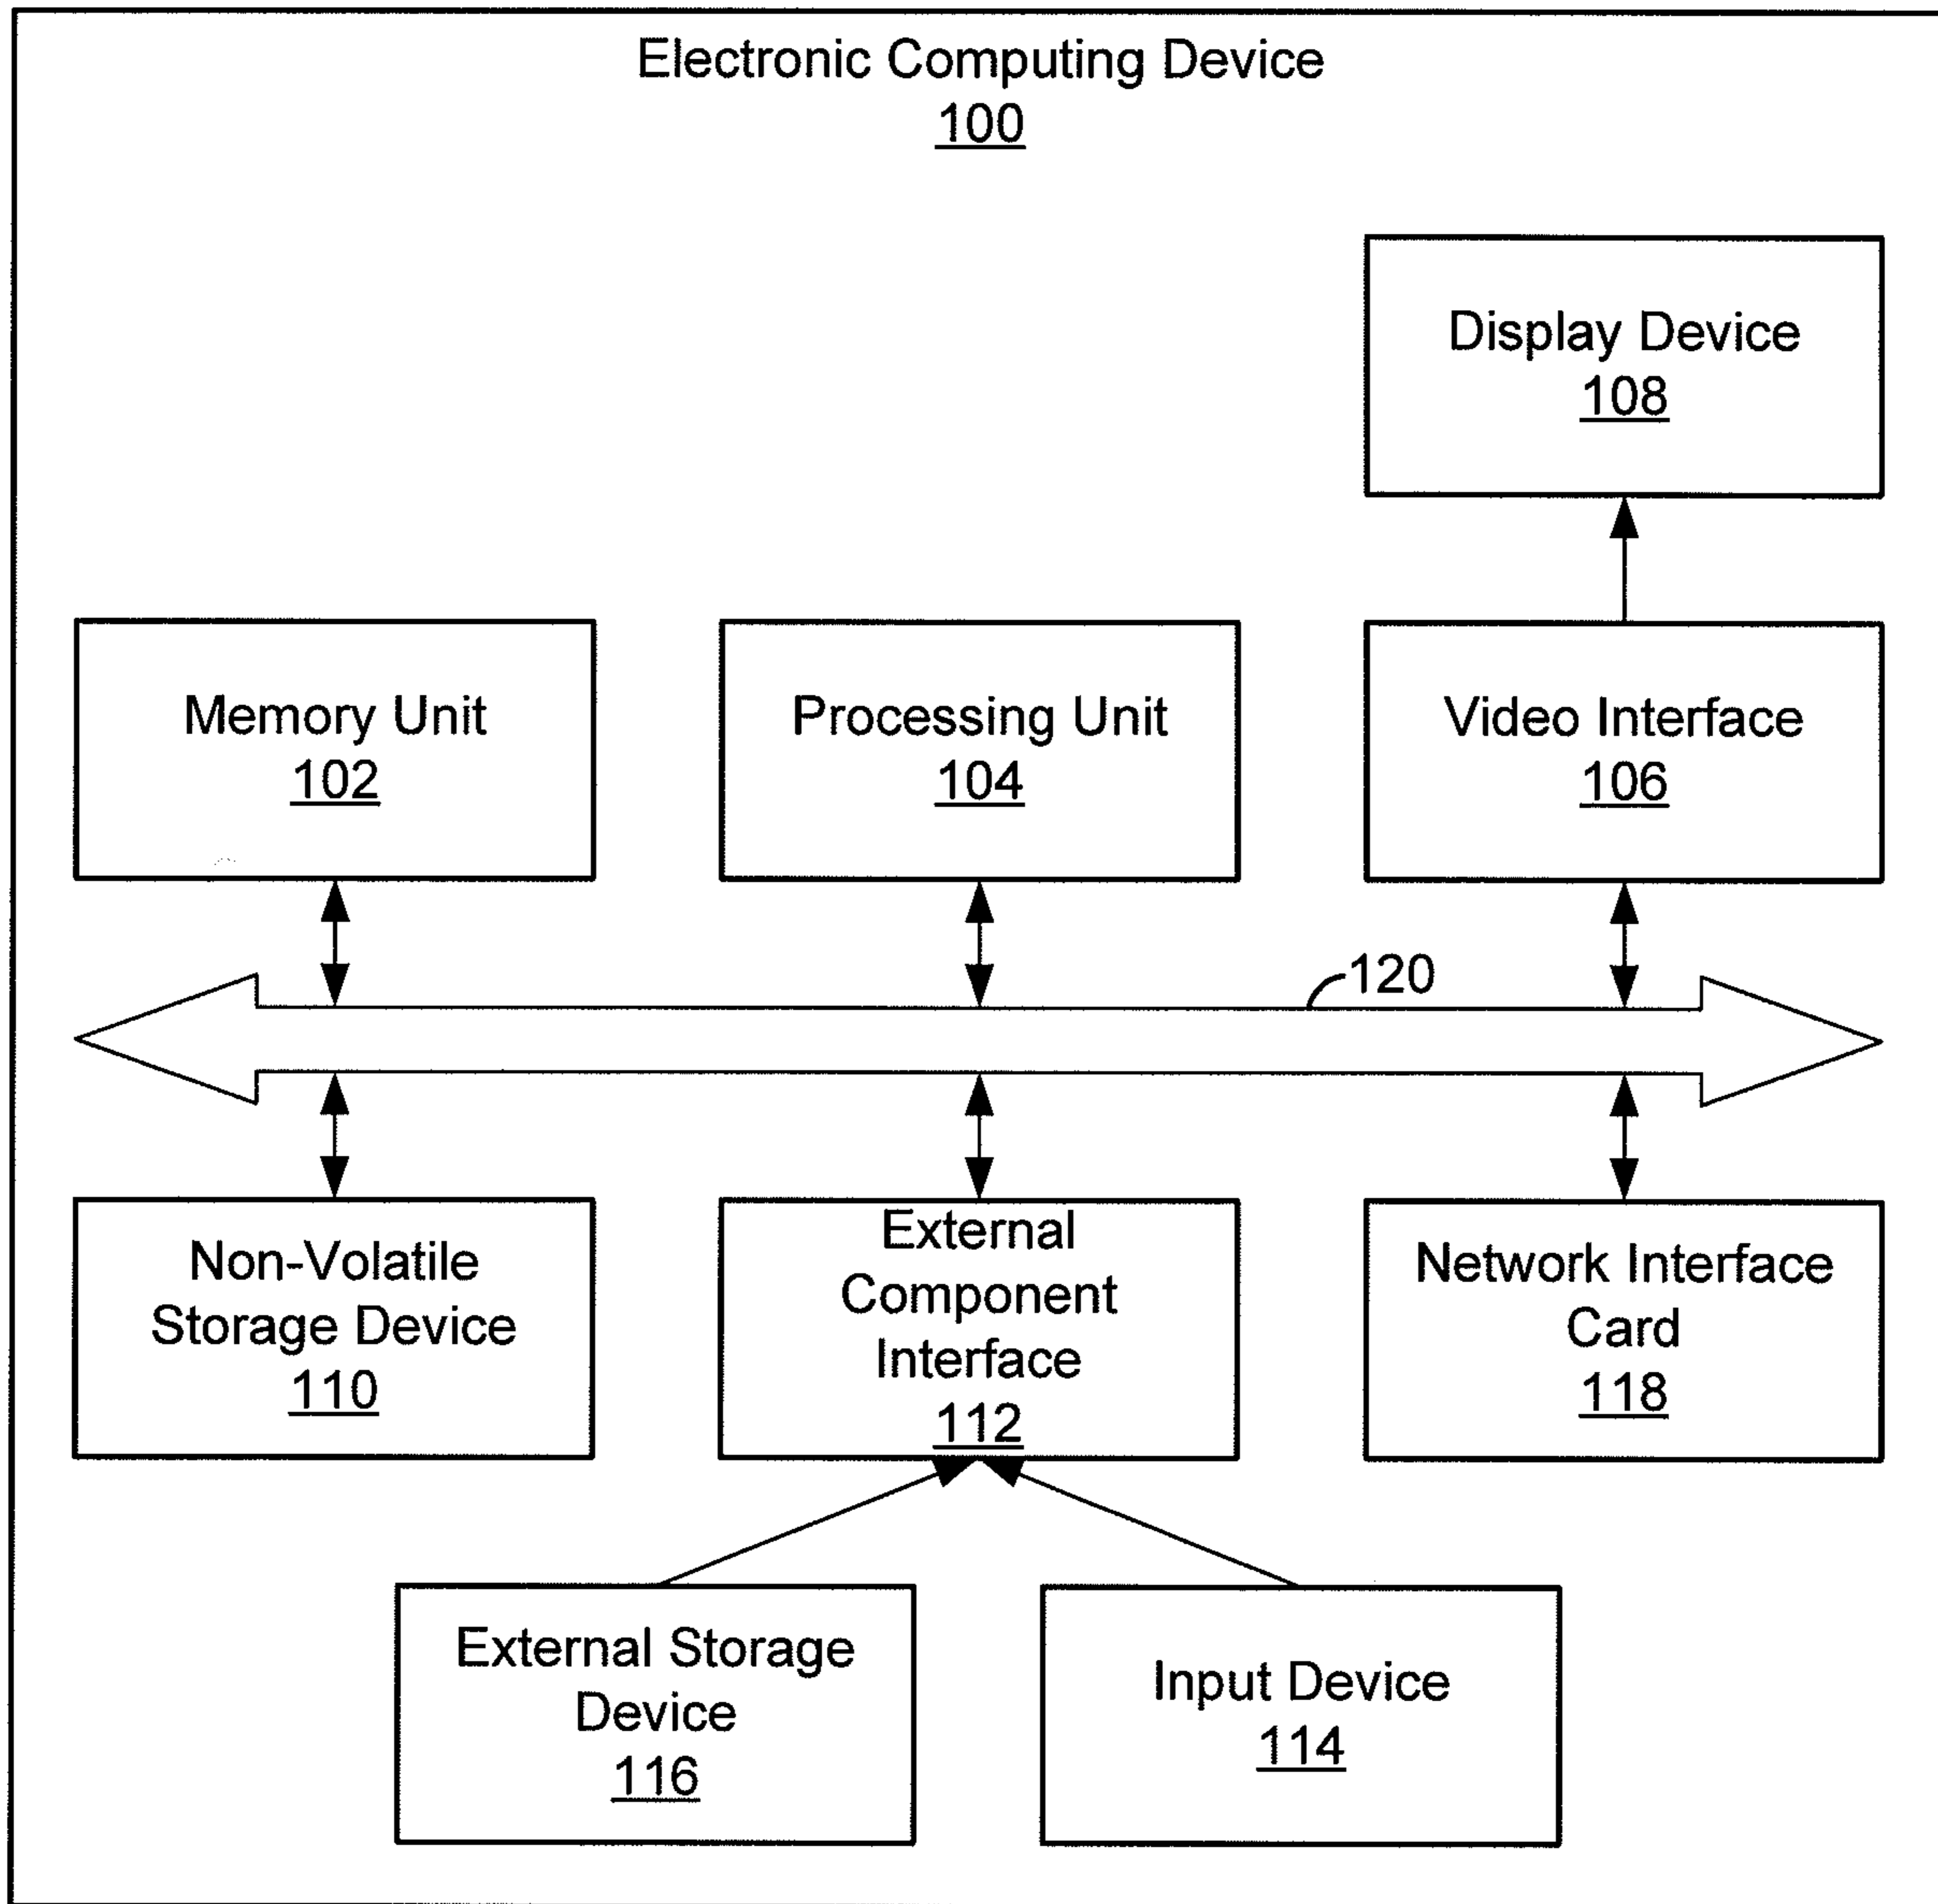 Electronic Computing Device
100
Display Device
108
Memory Unit
102
Processing Unit
104
Video Interface
106
120
Non-Volatile
Storage Device
110
External
Component
Interface
112
Network Interface
Card
118
External Storage
Device
116
Input Device
114